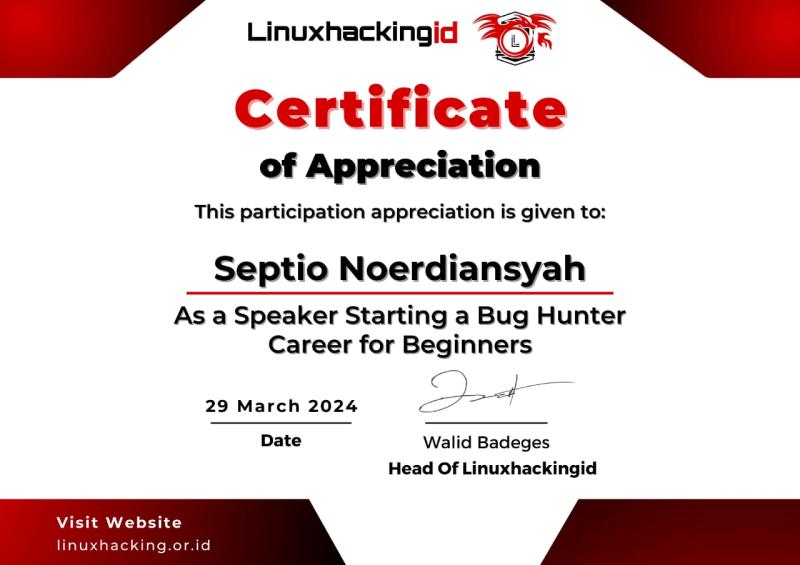 Linuxhackingid
L
Certificate
of Appreciation
This participation appreciation is given to:
Septio Noerdiansyah
As a Speaker Starting a Bug Hunter
Career for Beginners
29 March 2024
Date
Walid Badeges
Head Of Linuxhackingid
Visit Website
linuxhacking.or.id